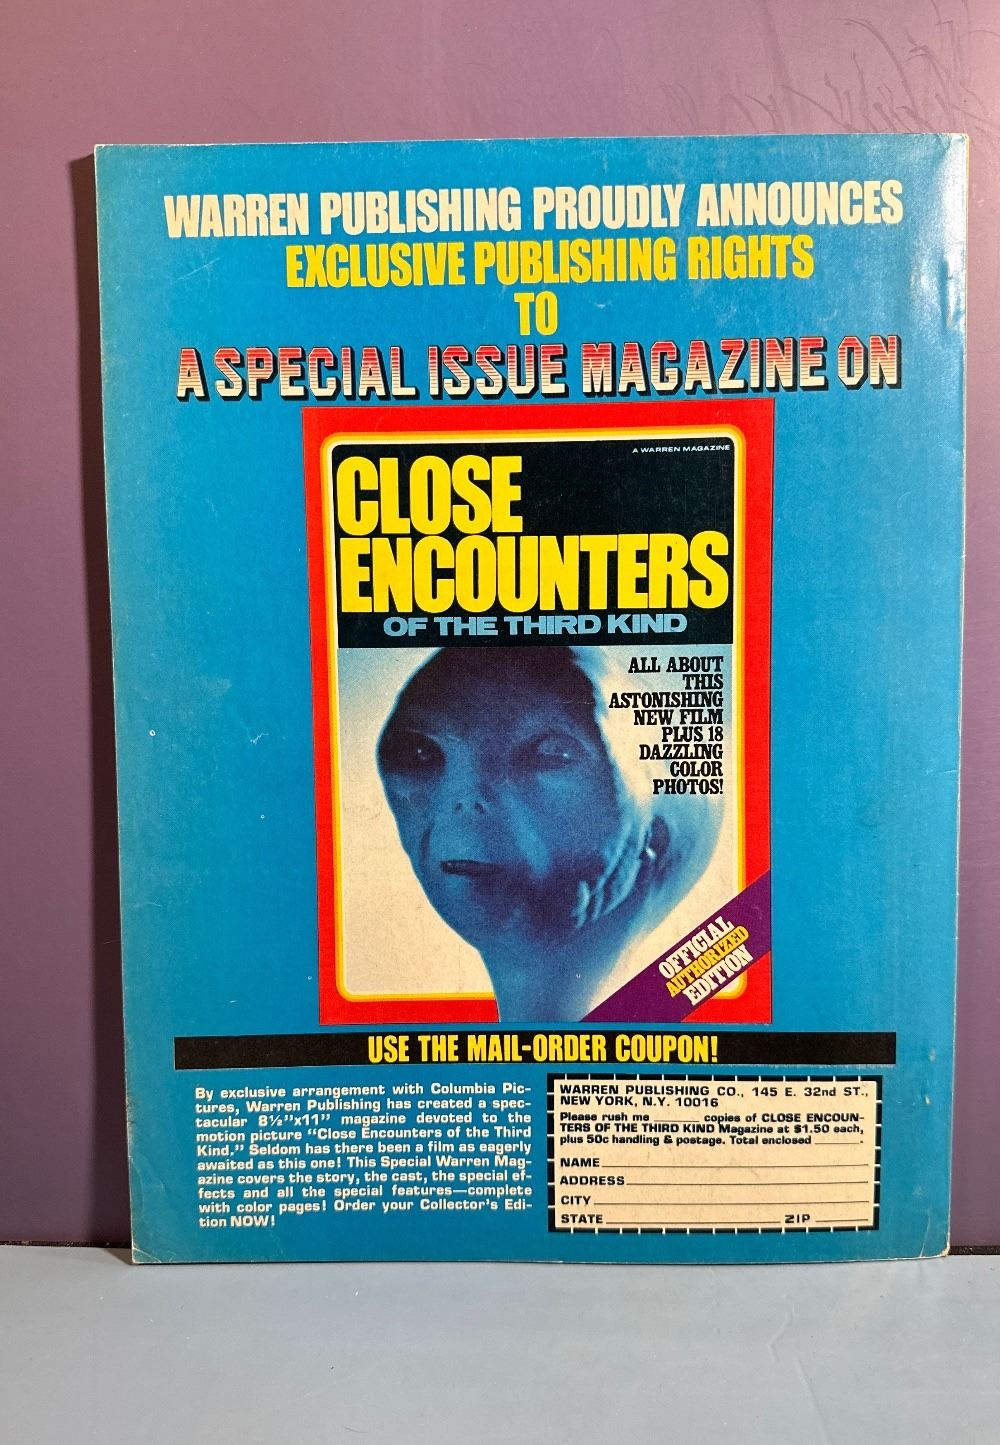 WARREN PUBLISHING PROUDLY ANNOUNCES
EXCLUSIVE PUBLISHING RIGHTS
TO
A SPECIAL ISSUE MAGAZINE ON
A WARREN MAGAZINE
CLOSE
ENCOUNTERS
OF THE THIRD KIND
ALL ABOUT
THIS
ASTONISHING
NEW FILM
PLUS 18
DAZZLING
COLOR
PHOTOS!
OFFICIAL
AUTHORIZED
EDITION
USE THE MAIL-ORDER COUPON!
By exclusive arrangement with Columbia Pic-
tures, Warren Publishing has created a spec-
tacular 8½"x11" magazine devoted to the
motion picture "Close Encounters of the Third
Kind." Seldom has there been a film as eagerly
awaited as this one! This Special Warren Mag-
azine covers the story, the cast, the special ef-
fects and all the special features—complete
with color pages! Order your Collector's Edi-
tion NOW!
WARREN PUBLISHING CO., 145 E. 32nd ST.,
NEW YORK, N.Y. 10016
Please rush me ______ copies of CLOSE ENCOUN-
TERS OF THE THIRD KIND Magazine at $1.50 each,
plus 50c handling & postage. Total enclosed ______.
NAME
ADDRESS
CITY
STATE ZIP